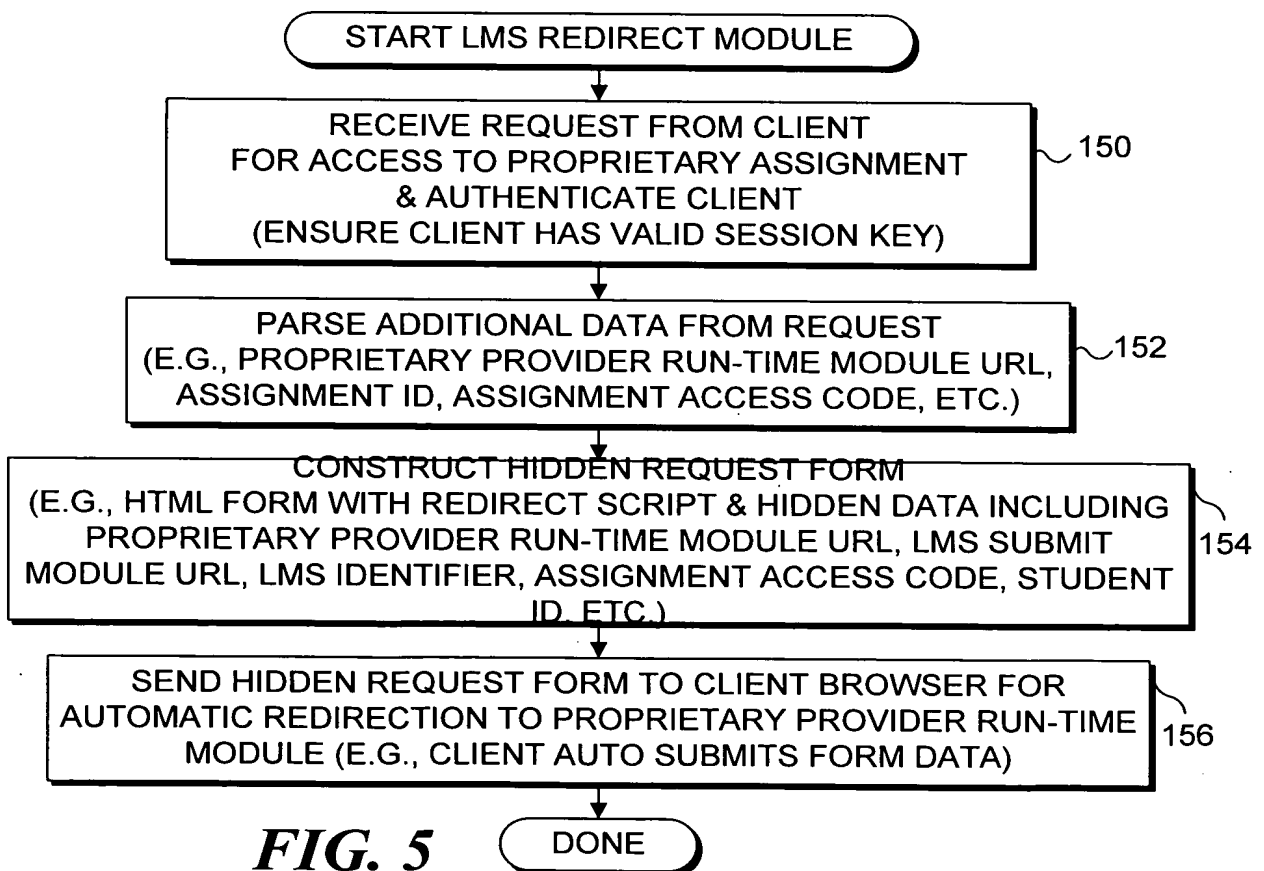 START LMS REDIRECT MODULE
RECEIVE REQUEST FROM CLIENT
FOR ACCESS TO PROPRIETARY ASSIGNMENT
& AUTHENTICATE CLIENT
(ENSURE CLIENT HAS VALID SESSION KEY)
150
PARSE ADDITIONAL DATA FROM REQUEST
(E.G., PROPRIETARY PROVIDER RUN-TIME MODULE URL,
ASSIGNMENT ID, ASSIGNMENT ACCESS CODE, ETC.)
152
CONSTRUCT HIDDEN REQUEST FORM
(E.G., HTML FORM WITH REDIRECT SCRIPT & HIDDEN DATA INCLUDING
PROPRIETARY PROVIDER RUN-TIME MODULE URL, LMS SUBMIT
MODULE URL, LMS IDENTIFIER, ASSIGNMENT ACCESS CODE, STUDENT
ID, ETC.)
154
SEND HIDDEN REQUEST FORM TO CLIENT BROWSER FOR
AUTOMATIC REDIRECTION TO PROPRIETARY PROVIDER RUN-TIME
MODULE (E.G., CLIENT AUTO SUBMITS FORM DATA)
156
DONE
FIG. 5